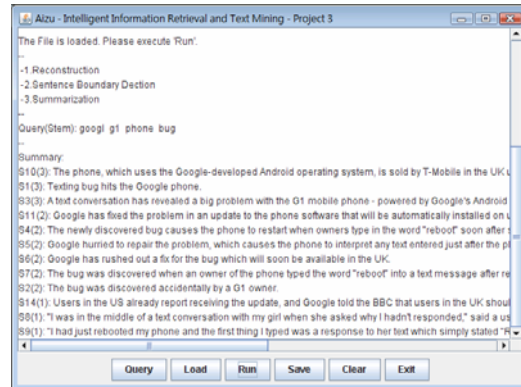 Aizu - Intelligent Information Retrieval and Text Mining - Project 3
The File is loaded. Please execute 'Run'.
--
-1.Reconstruction
-2.Sentence Boundary Dection
-3.Summarization
--
Query(Stem): googl g1 phone bug
--
Summary:
S10(3): The phone, which uses the Google-developed Android operating system, is sold by T-Mobile in the UK
S1(3): Texting bug hits the Google phone.
S3(3): A text conversation has revealed a big problem with the G1 mobile phone - powered by Google's Android
S11(2): Google has fixed the problem in an update to the phone software that will be automatically installed on
S4(2): The newly discovered bug causes the phone to restart when owners type in the word "reboot" soon after
S5(2): Google hurried to repair the problem, which causes the phone to interpret any text entered just after the
S6(2): Google has rushed out a fix for the bug which will soon be available in the UK.
S7(2): The bug was discovered when an owner of the phone typed the word "reboot" into a text message after
S2(2): The bug was discovered accidentally by a G1 owner.
S14(1): Users in the US already report receiving the update, and Google told the BBC that users in the UK
S8(1): "I was in the middle of a text conversation with my girl when she asked why I hadn't responded," said a
S9(1): "I had just rebooted my phone and the first thing I typed was a response to her text which simply stated
Query Load Run Save Clear Exit